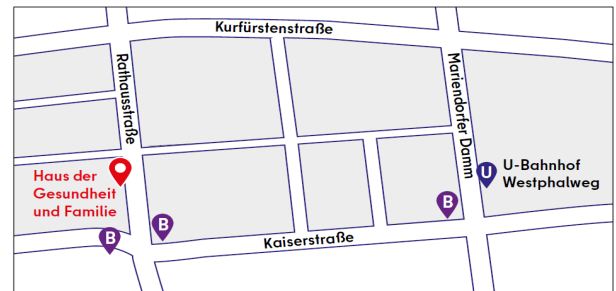 Kurfürstenstraße
Rathausstraße
Mariendorfer Damm
Haus der
Gesundheit
und Familie
U
U-Bahnhof
Westphalweg
B
B
B
Kaiserstraße